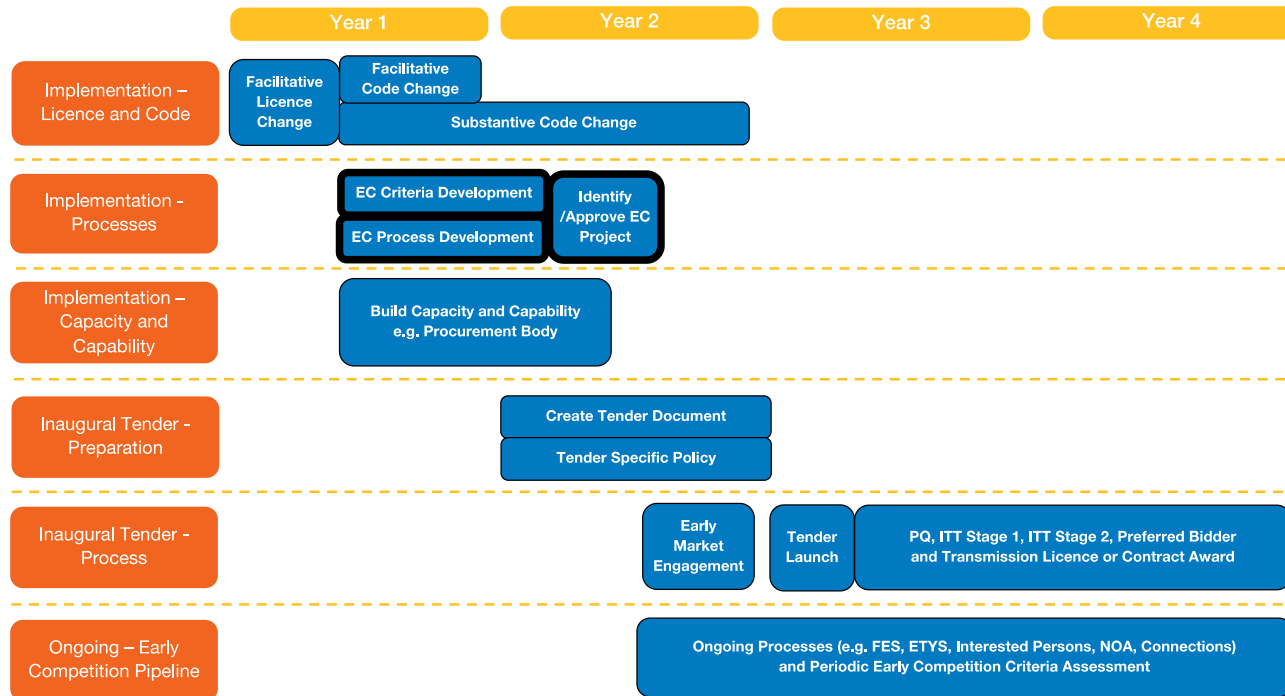 Year 1
Year 2
Year 3
Year 4
Implementation –
Licence and Code
Facilitative
Licence
Change
Facilitative
Code Change
Substantive Code Change
Implementation -
Processes
EC Criteria Development
EC Process Development
Identify
/Approve EC
Project
Implementation –
Capacity and
Capability
Build Capacity and Capability
e.g. Procurement Body
Inaugural Tender -
Preparation
Create Tender Document
Tender Specific Policy
Inaugural Tender -
Process
Early
Market
Engagement
Tender
Launch
PQ, ITT Stage 1, ITT Stage 2, Preferred Bidder
and Transmission Licence or Contract Award
Ongoing – Early
Competition Pipeline
Ongoing Processes (e.g. FES, ETYS, Interested Persons, NOA, Connections)
and Periodic Early Competition Criteria Assessment